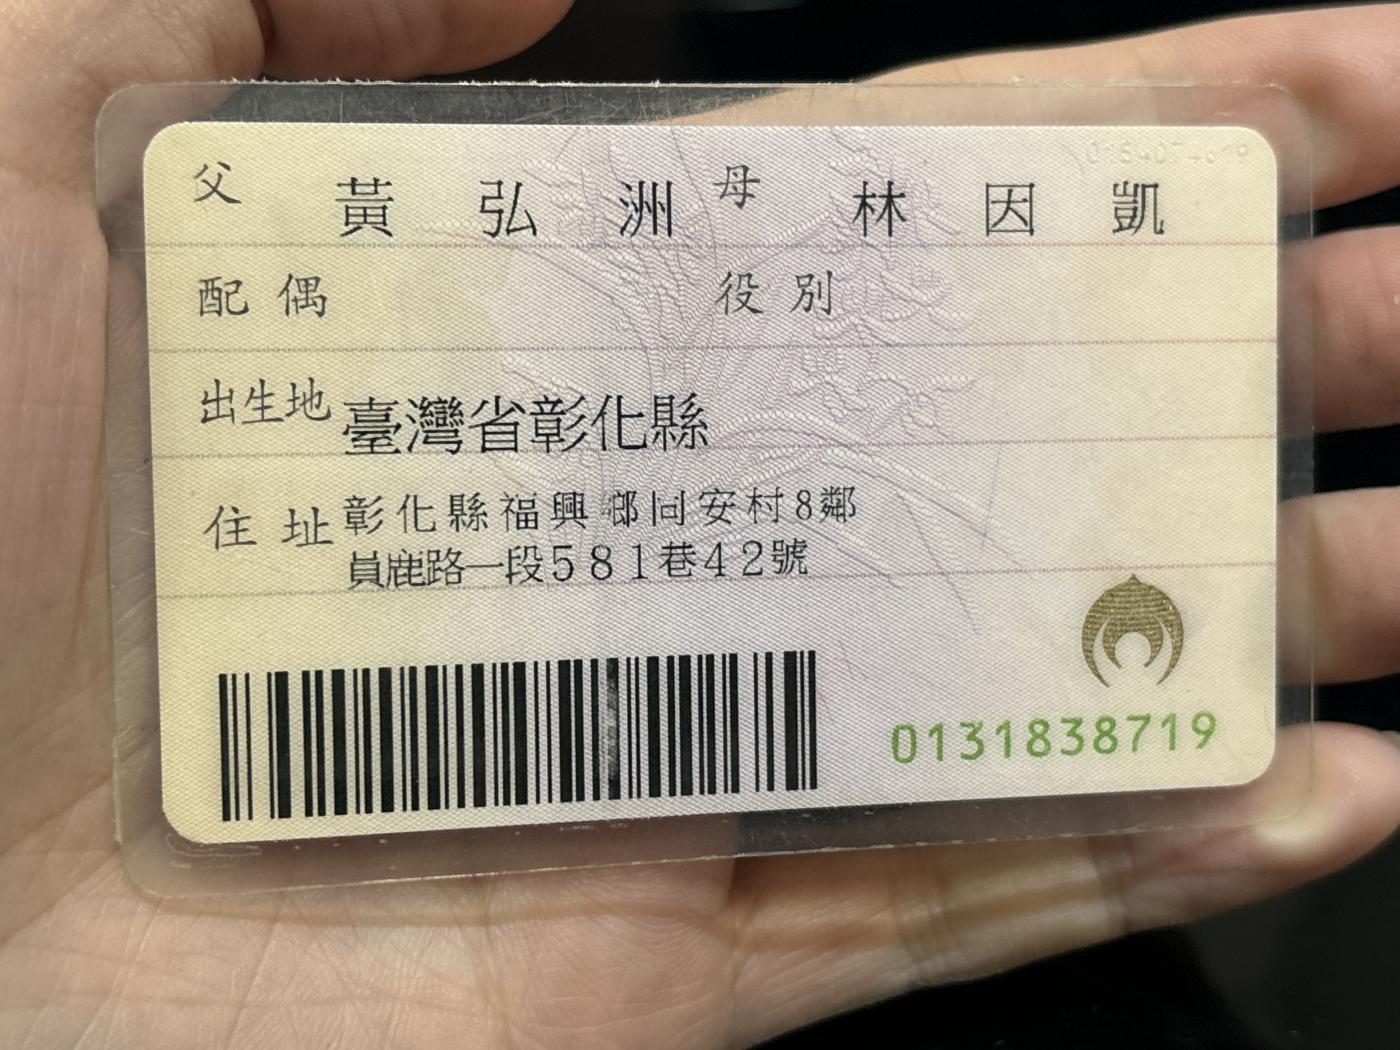 父 黃弘洲 母 林因凱
配偶 役別
出生地 臺灣省彰化縣
住址 彰化縣福興鄉同安村8鄰
員鹿路一段581巷42號
0131838719